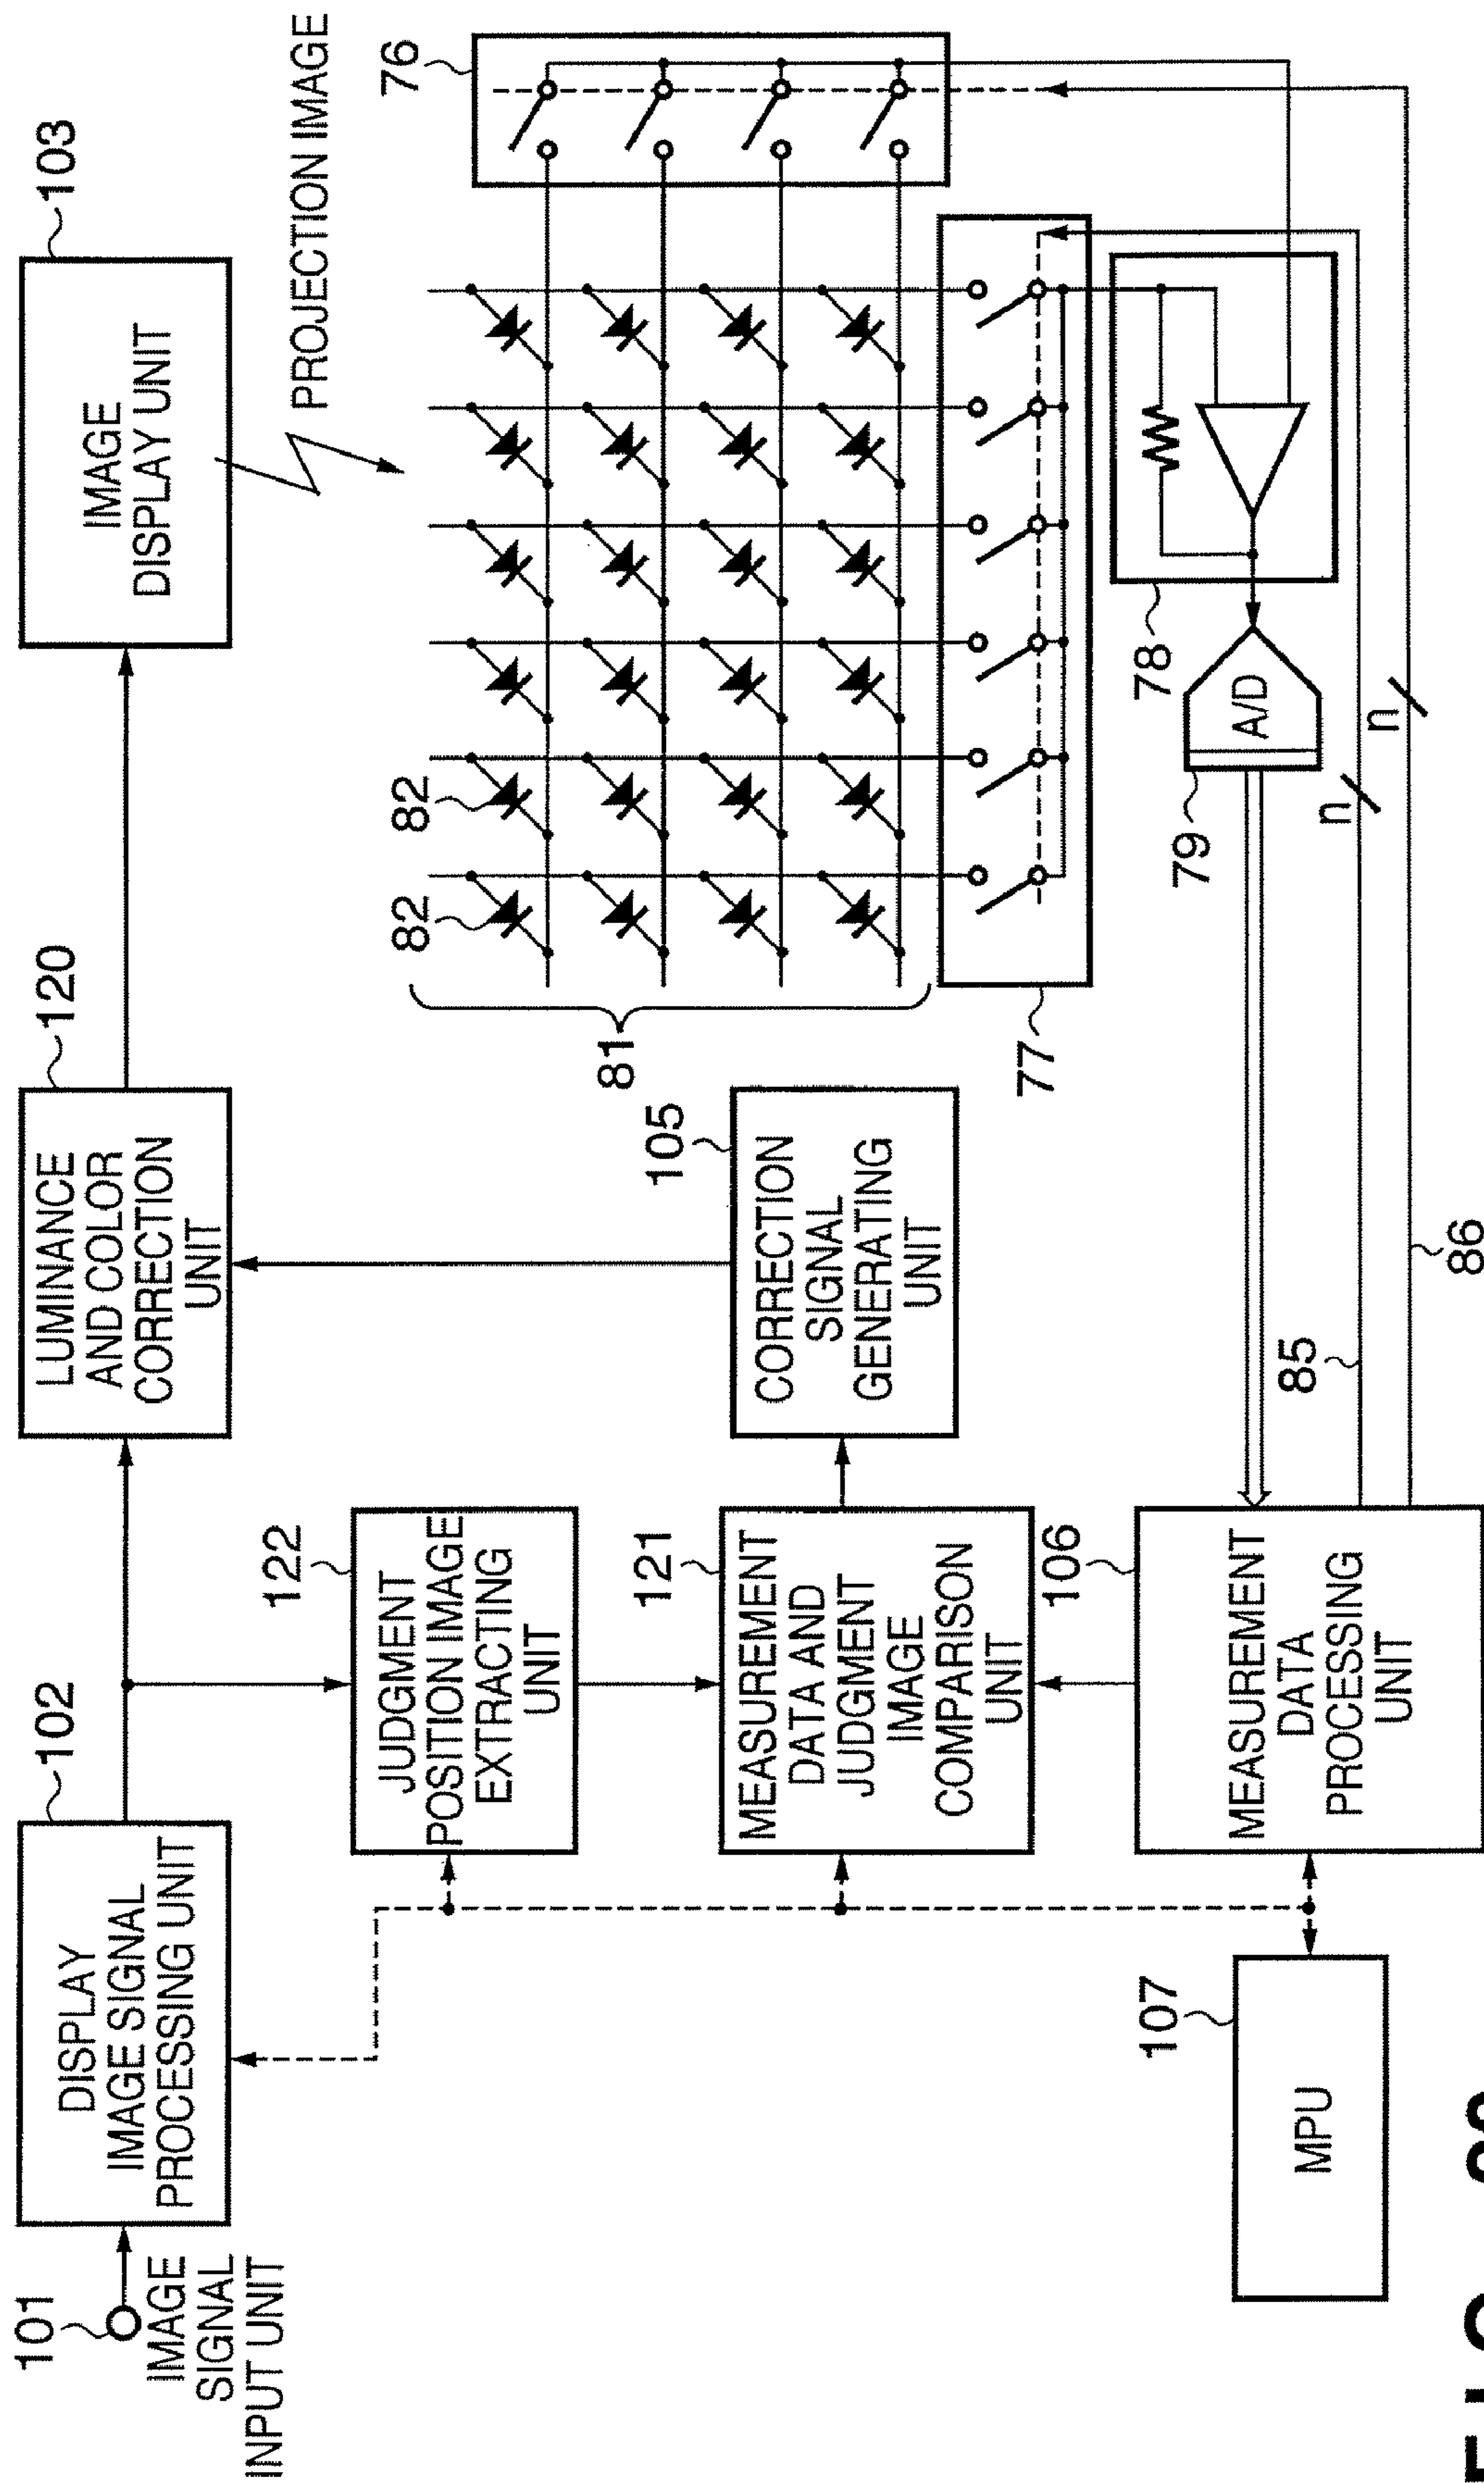 101
IMAGE
SIGNAL
INPUT UNIT
102
DISPLAY
IMAGE SIGNAL
PROCESSING UNIT
120
LUMINANCE
AND COLOR
CORRECTION
UNIT
103
IMAGE
DISPLAY UNIT
PROJECTION IMAGE
122
JUDGMENT
POSITION IMAGE
EXTRACTING
UNIT
121
MEASUREMENT
DATA AND
JUDGMENT
IMAGE
COMPARISON
UNIT
105
CORRECTION
SIGNAL
GENERATING
UNIT
81
82
82
76
77
78
79
A/D
n
n
85
86
106
MEASUREMENT
DATA
PROCESSING
UNIT
107
MPU